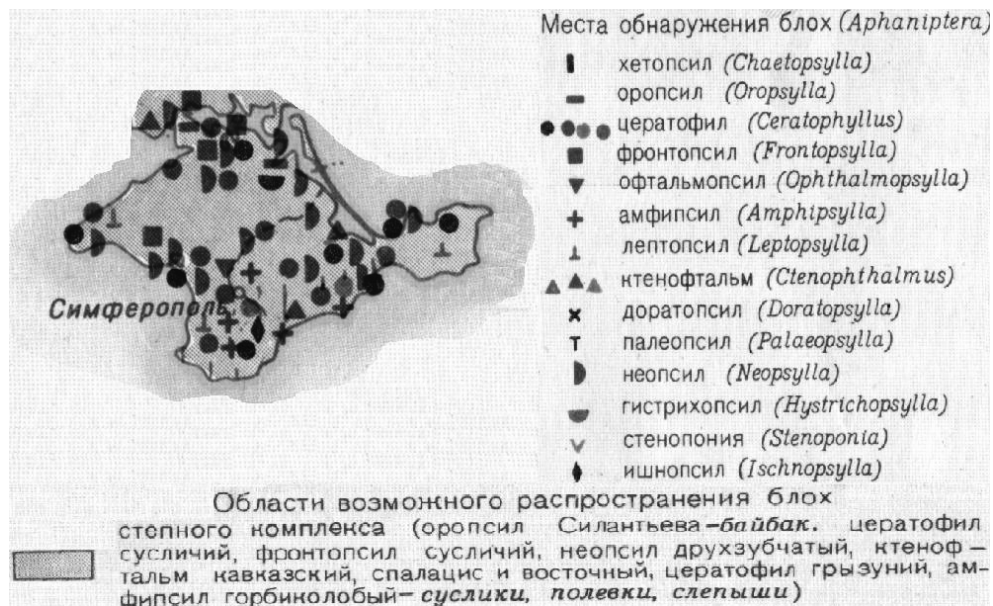 Места обнаружения блох (Aphaniptera)
хетопсил (Chaetopsylla)
оропсил (Oropsylla)
цератофил (Ceratophyllus)
фронтопсил (Frontopsylla)
офтальмопсил (Ophthalmopsylla)
амфипсил (Amphipsylla)
лептопсил (Leptopsylla)
ктенофтальм (Ctenophthalmus)
доратопсил (Doratopsylla)
палеопсил (Palaeopsylla)
неопсил (Neopsylla)
гистрихопсил (Hystrichopsylla)
стенопония (Stenoponia)
ишнопсил (Ischnopsylla)
Симферополь
Области возможного распространения блох
степного комплекса (оропсил Силантьева-байбак. цератофил
сусличий, фронтопсил сусличий, неопсил друхзубчатый, ктеноф-
тальм кавказский, спалацис и восточный, цератофил грызуний, ам-
фипсил горбиколобый- суслики, полевки, слепыши)